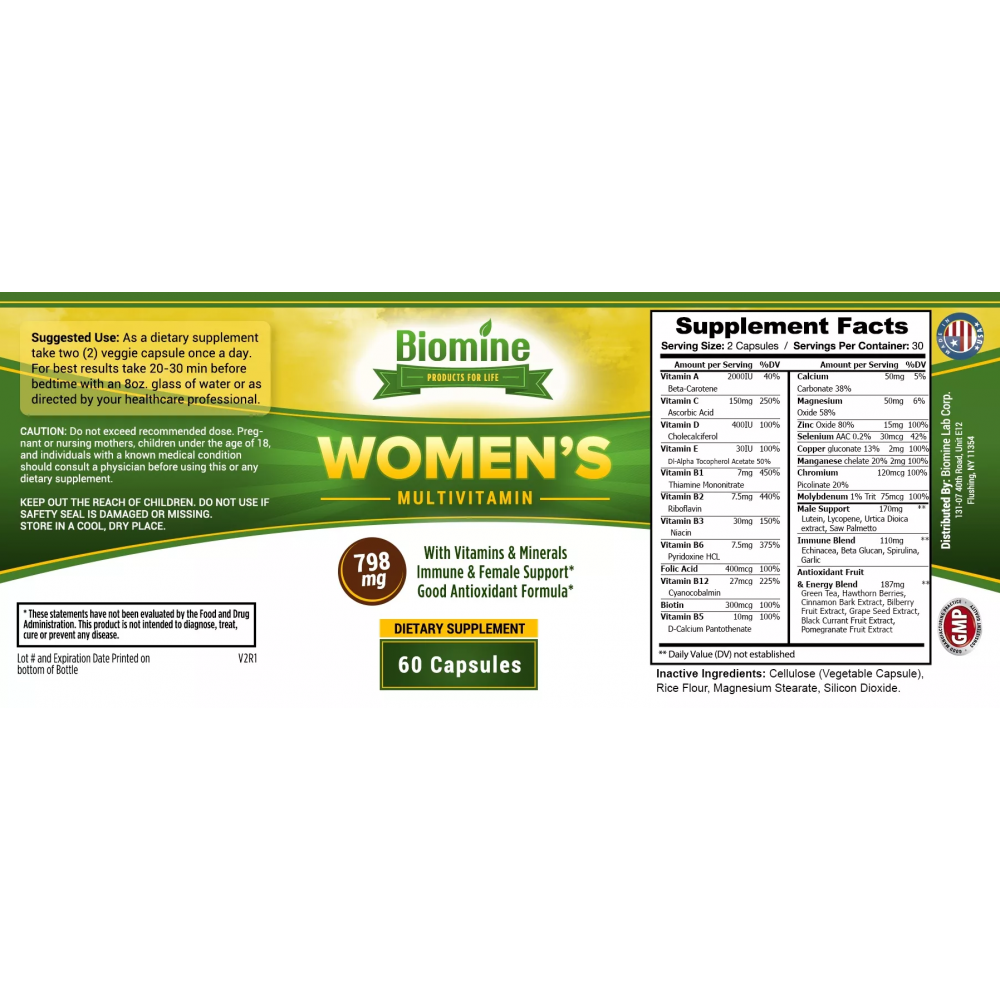 Suggested Use: As a dietary supplement
take two (2) veggie capsule once a day.
For best results take 20-30 min before
bedtime with an 8oz. glass of water or as
directed by your healthcare professional.
CAUTION: Do not exceed recommended dose. Preg-
nant or nursing mothers, children under the age of 18,
and individuals with a known medical condition
should consult a physician before using this or any
dietary supplement.
KEEP OUT THE REACH OF CHILDREN. DO NOT USE IF
SAFETY SEAL IS DAMAGED OR MISSING.
STORE IN A COOL, DRY PLACE.
* These statements have not been evaluated by the Food and Drug
Administration. This product is not intended to diagnose, treat,
cure or prevent any disease.
Lot # and Expiration Date Printed on
bottom of Bottle
V2R1
Biomine
PRODUCTS FOR LIFE
WOMEN'S
MULTIVITAMIN
798
mg
With Vitamins & Minerals
Immune & Female Support*
Good Antioxidant Formula*
DIETARY SUPPLEMENT
60 Capsules
Supplement Facts
Serving Size: 2 Capsules / Servings Per Container: 30
Amount per Serving %DV
Vitamin A 2000IU 40%
Beta-Carotene
Vitamin C 150mg 250%
Ascorbic Acid
Vitamin D 400IU 100%
Cholecalciferol
Vitamin E 30IU 100%
Dl-Alpha Tocopherol Acetate 50%
Vitamin B1 7mg 450%
Thiamine Mononitrate
Vitamin B2 7.5mg 440%
Riboflavin
Vitamin B3 30mg 150%
Niacin
Vitamin B6 7.5mg 375%
Pyridoxine HCL
Folic Acid 400mcg 100%
Vitamin B12 27mcg 225%
Cyanocobalmin
Biotin 300mcg 100%
Vitamin B5 10mg 100%
D-Calcium Pantothenate
Amount per Serving %DV
Calcium 50mg 5%
Carbonate 38%
Magnesium 50mg 6%
Oxide 58%
Zinc Oxide 80% 15mg 100%
Selenium AAC 0.2% 30mcg 42%
Copper gluconate 13% 2mg 100%
Manganese chelate 20% 2mg 100%
Chromium 120mcg 100%
Picolinate 20%
Molybdenum 1% Trit 75mcg 100%
Male Support 170mg **
Lutein, Lycopene, Urtica Dioica
extract, Saw Palmetto
Immune Blend 110mg **
Echinacea, Beta Glucan, Spirulina,
Garlic
Antioxidant Fruit
& Energy Blend 187mg **
Green Tea, Hawthorn Berries,
Cinnamon Bark Extract, Bilberry
Fruit Extract, Grape Seed Extract,
Black Currant Fruit Extract,
Pomegranate Fruit Extract
** Daily Value (DV) not established
Inactive Ingredients: Cellulose (Vegetable Capsule),
Rice Flour, Magnesium Stearate, Silicon Dioxide.
MADE IN USA
Distributed By: Biomine Lab Corp.
131-07 40th Road, Unit E12
Flushing, NY 11354
GMP
GOOD MANUFACTURING PRACTICE